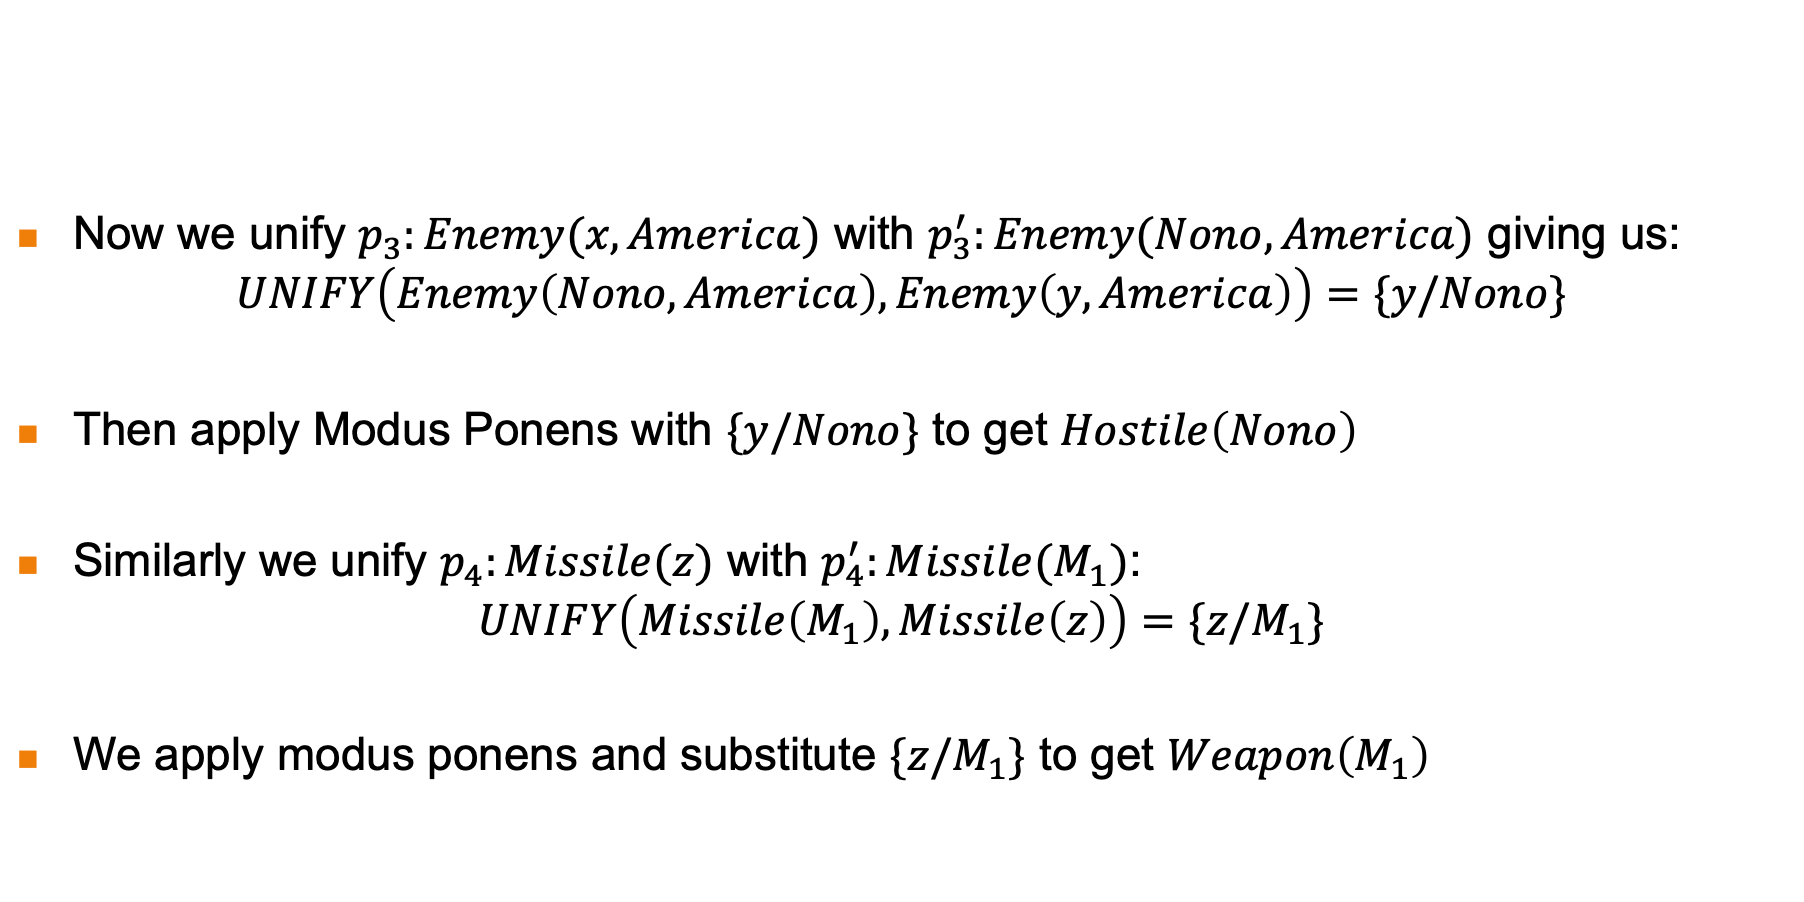 ▪ Now we unify p₃: Enemy(x, America) with p₃′: Enemy(Nono, America) giving us:
UNIFY(Enemy(Nono, America), Enemy(y, America)) = {y/Nono}
▪ Then apply Modus Ponens with {y/Nono} to get Hostile(Nono)
▪ Similarly we unify p₄: Missile(z) with p₄′: Missile(M₁):
UNIFY(Missile(M₁), Missile(z)) = {z/M₁}
▪ We apply modus ponens and substitute {z/M₁} to get Weapon(M₁)